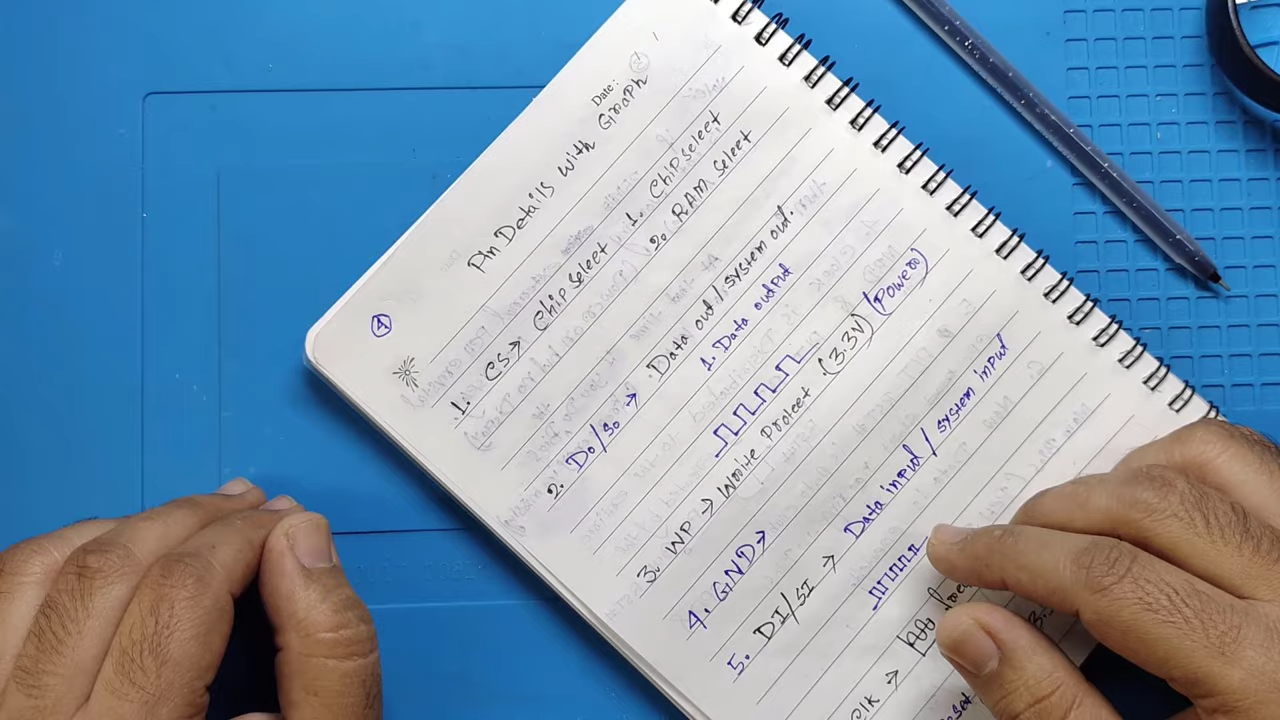 Date:
Pin Details with Graph
4
1. CS → Chip select 1. Chip select
2. RAM select
2. Do/So → Data out / system out.
1. Data output
3. WP → Write Protect (3.3V) (Power)
4. GND →
5. DI/SI → Data input / system input
Clk →